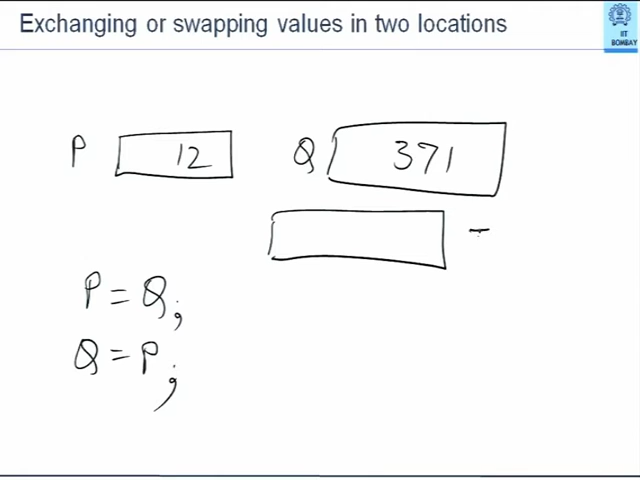 Exchanging or swapping values in two locations
IIT
BOMBAY
P 12 Q 371
P = Q;
Q = P;